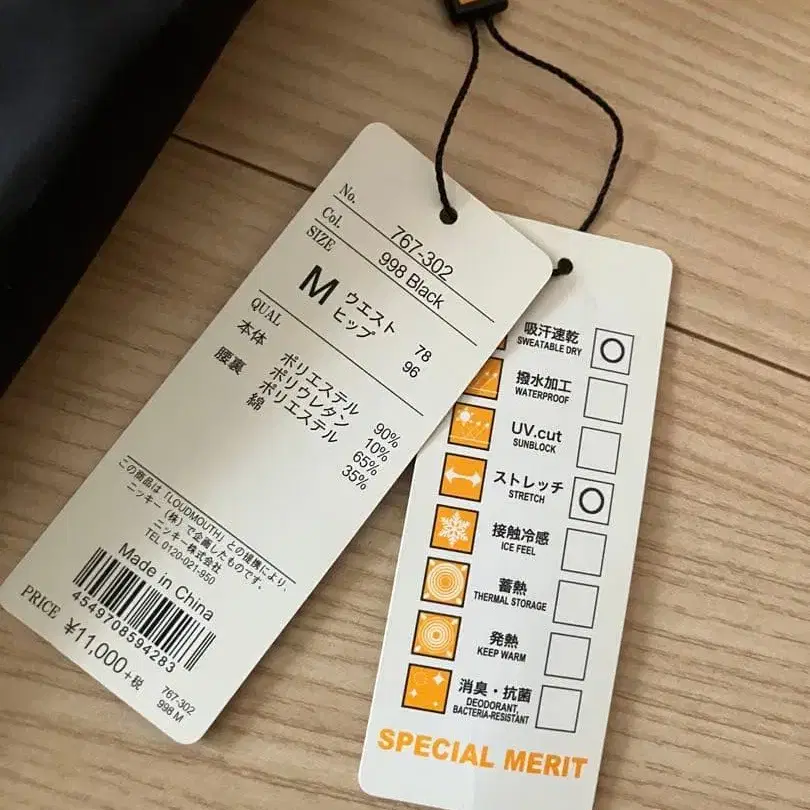 No. 767-302
Col. 998 Black
SIZE
M ウエスト 78
ヒップ 96
QUAL
本体 ポリエステル 90%
ポリウレタン 10%
腰裏 ポリエステル 65%
綿 35%
この商品は「LOUDMOUTH」との提携により、
ニッキー(株)で企画したものです。
ニッキー株式会社
TEL 0120-021-950
Made in China
4549708594283
PRICE ¥11,000+税
767-302
998 M
吸汗速乾
SWEATABLE DRY
撥水加工
WATERPROOF
UV.cut
SUNBLOCK
ストレッチ
STRETCH
接触冷感
ICE FEEL
蓄熱
THERMAL STORAGE
発熱
KEEP WARM
消臭・抗菌
DEODORANT,
BACTERIA-RESISTANT
SPECIAL MERIT